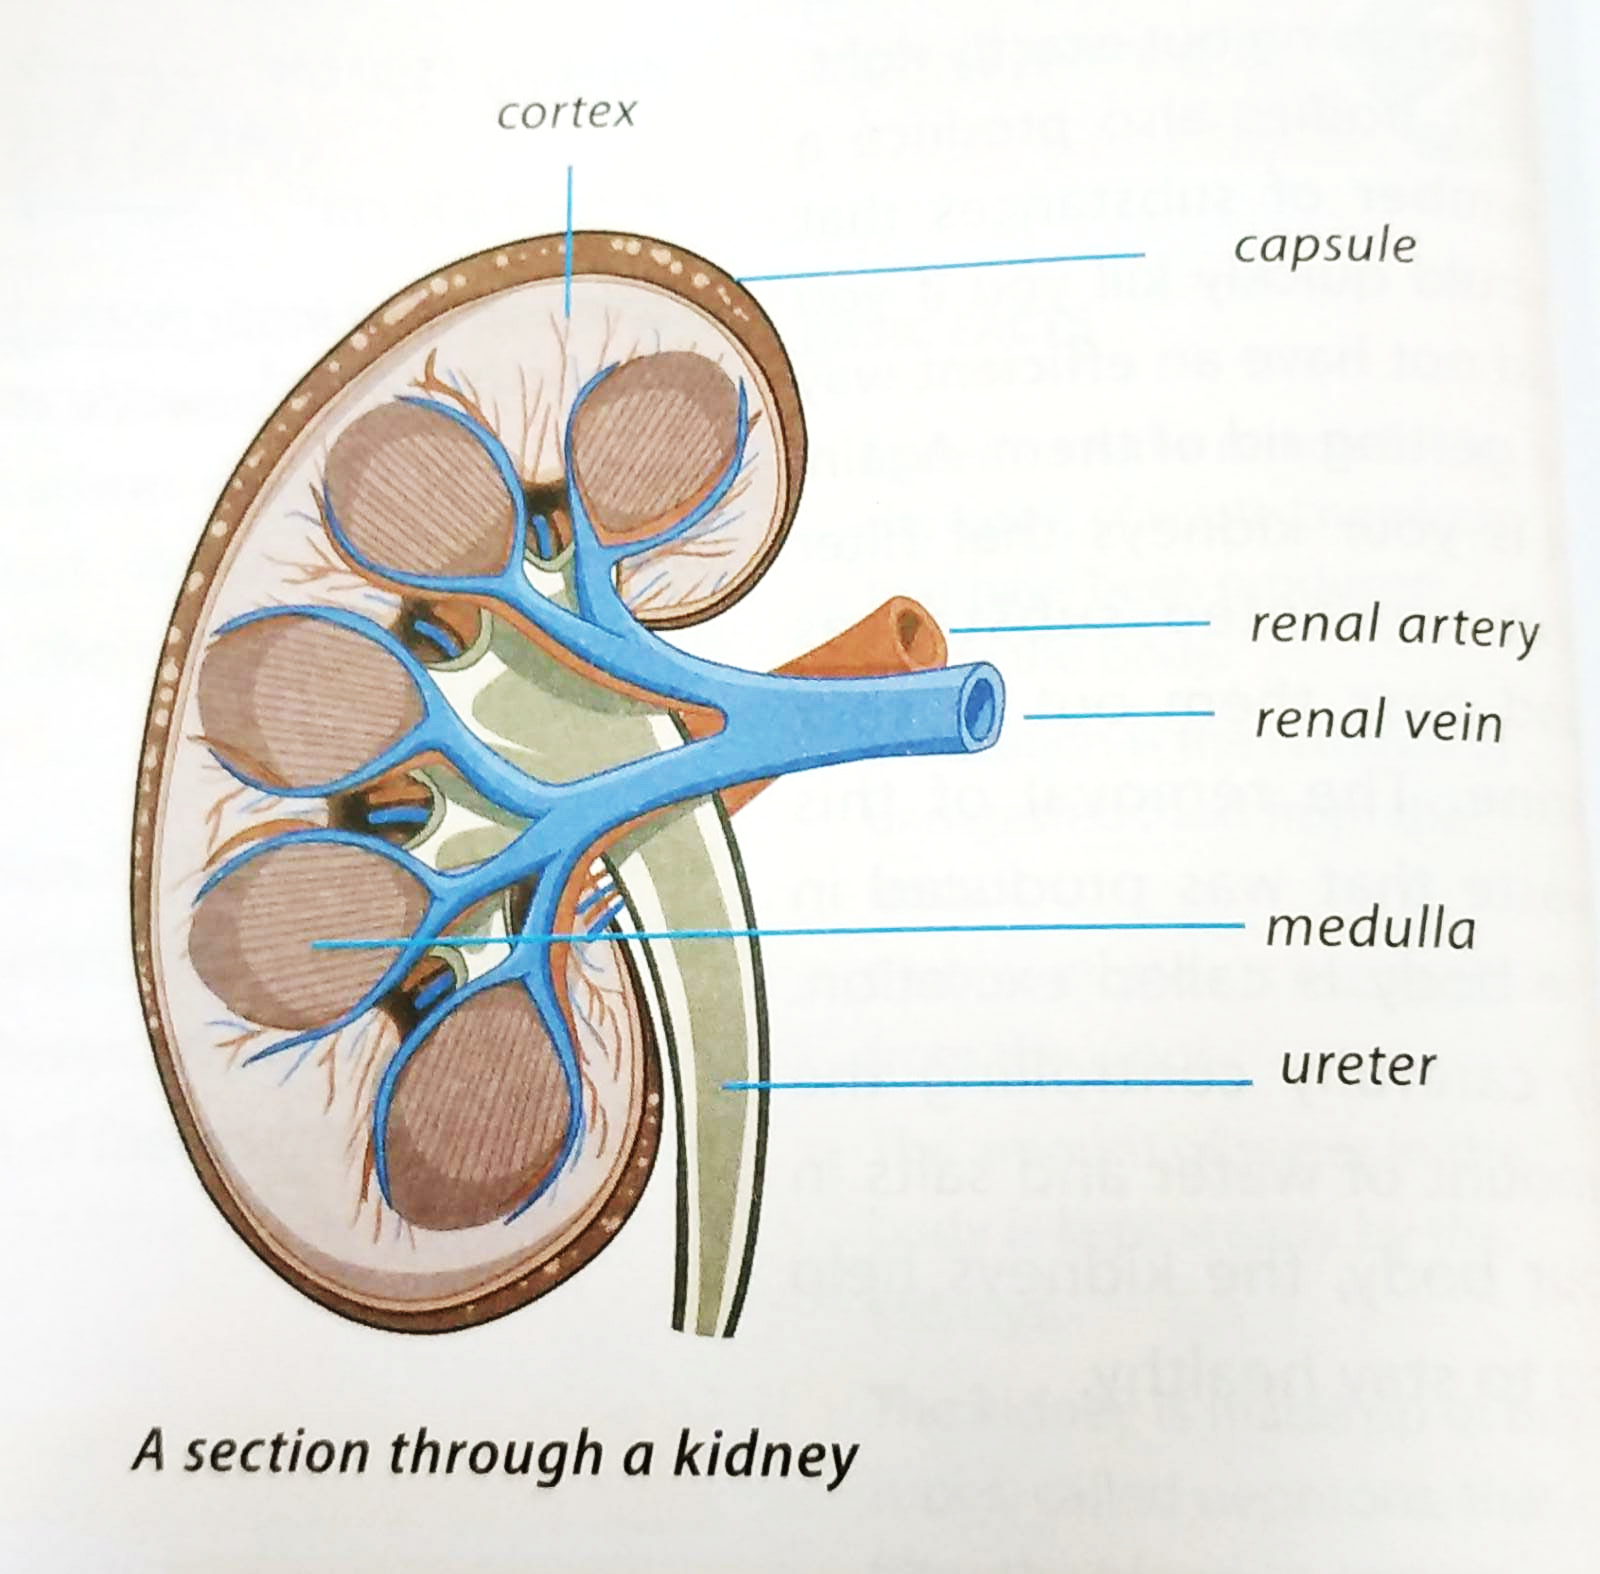 cortex
capsule
renal artery
renal vein
medulla
ureter
A section through a kidney